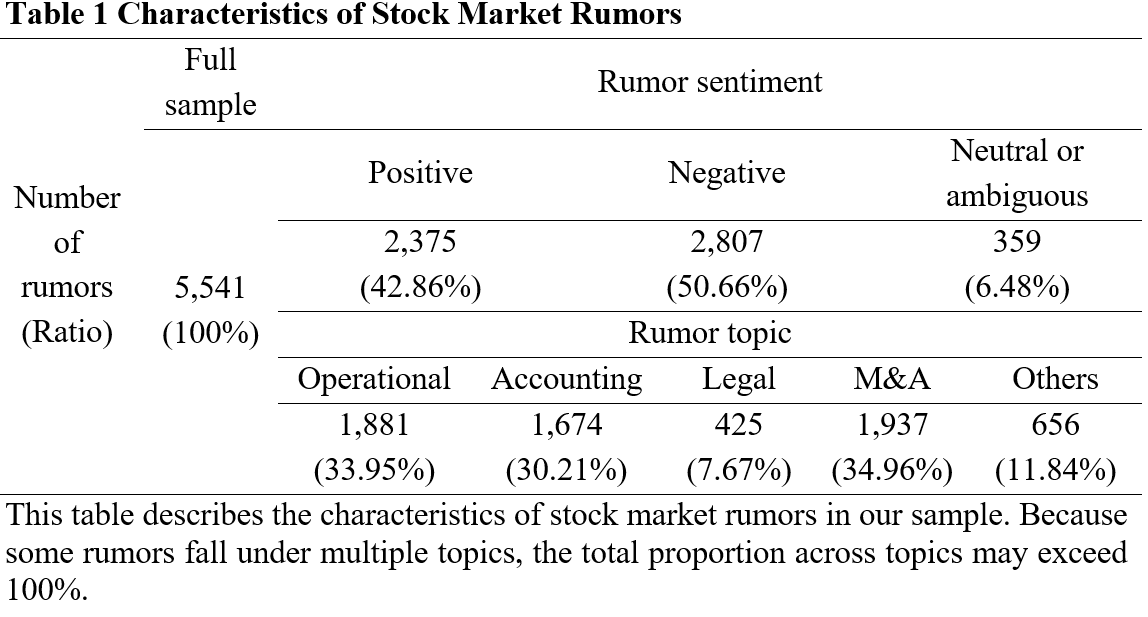 Table 1 Characteristics of Stock Market Rumors
Full
sample
Rumor sentiment
Number
of
rumors
(Ratio)
5,541
(100%)
Positive
Negative
Neutral or
ambiguous
2,375
2,807
359
(42.86%)
(50.66%)
(6.48%)
Rumor topic
Operational
Accounting
Legal
M&A
Others
1,881
1,674
425
1,937
656
(33.95%)
(30.21%)
(7.67%)
(34.96%)
(11.84%)
This table describes the characteristics of stock market rumors in our sample. Because
some rumors fall under multiple topics, the total proportion across topics may exceed
100%.